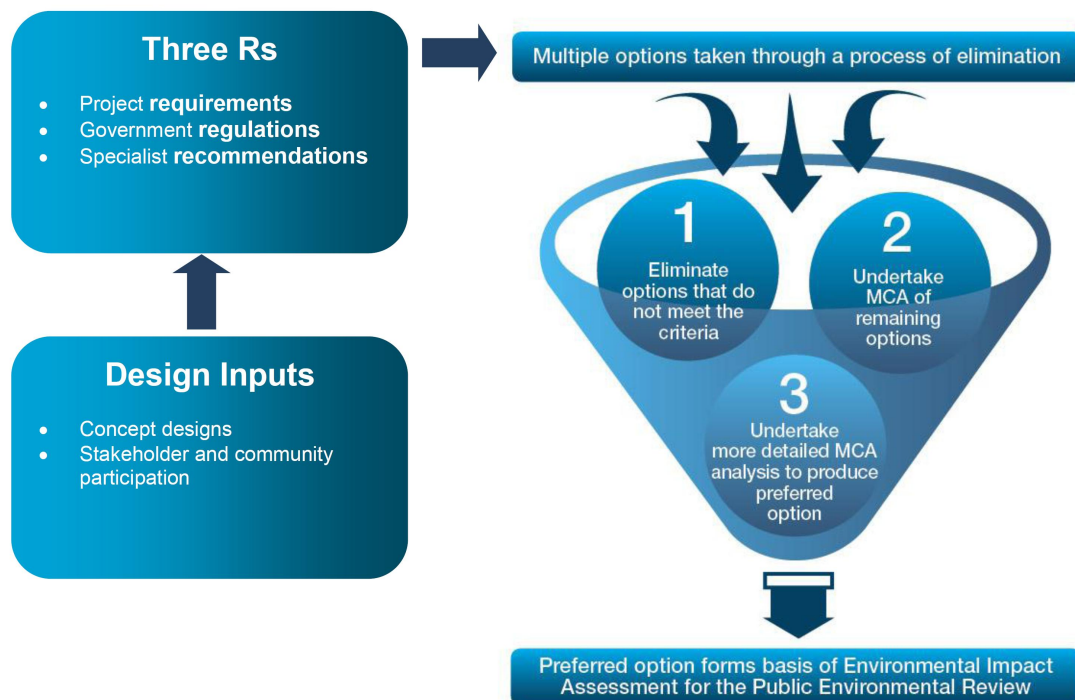 Three Rs
• Project requirements
• Government regulations
• Specialist recommendations
Design Inputs
• Concept designs
• Stakeholder and community
participation
Multiple options taken through a process of elimination
1
Eliminate
options that do
not meet the
criteria
2
Undertake
MCA of
remaining
options
3
Undertake
more detailed MCA
analysis to produce
preferred
option
Preferred option forms basis of Environmental Impact
Assessment for the Public Environmental Review